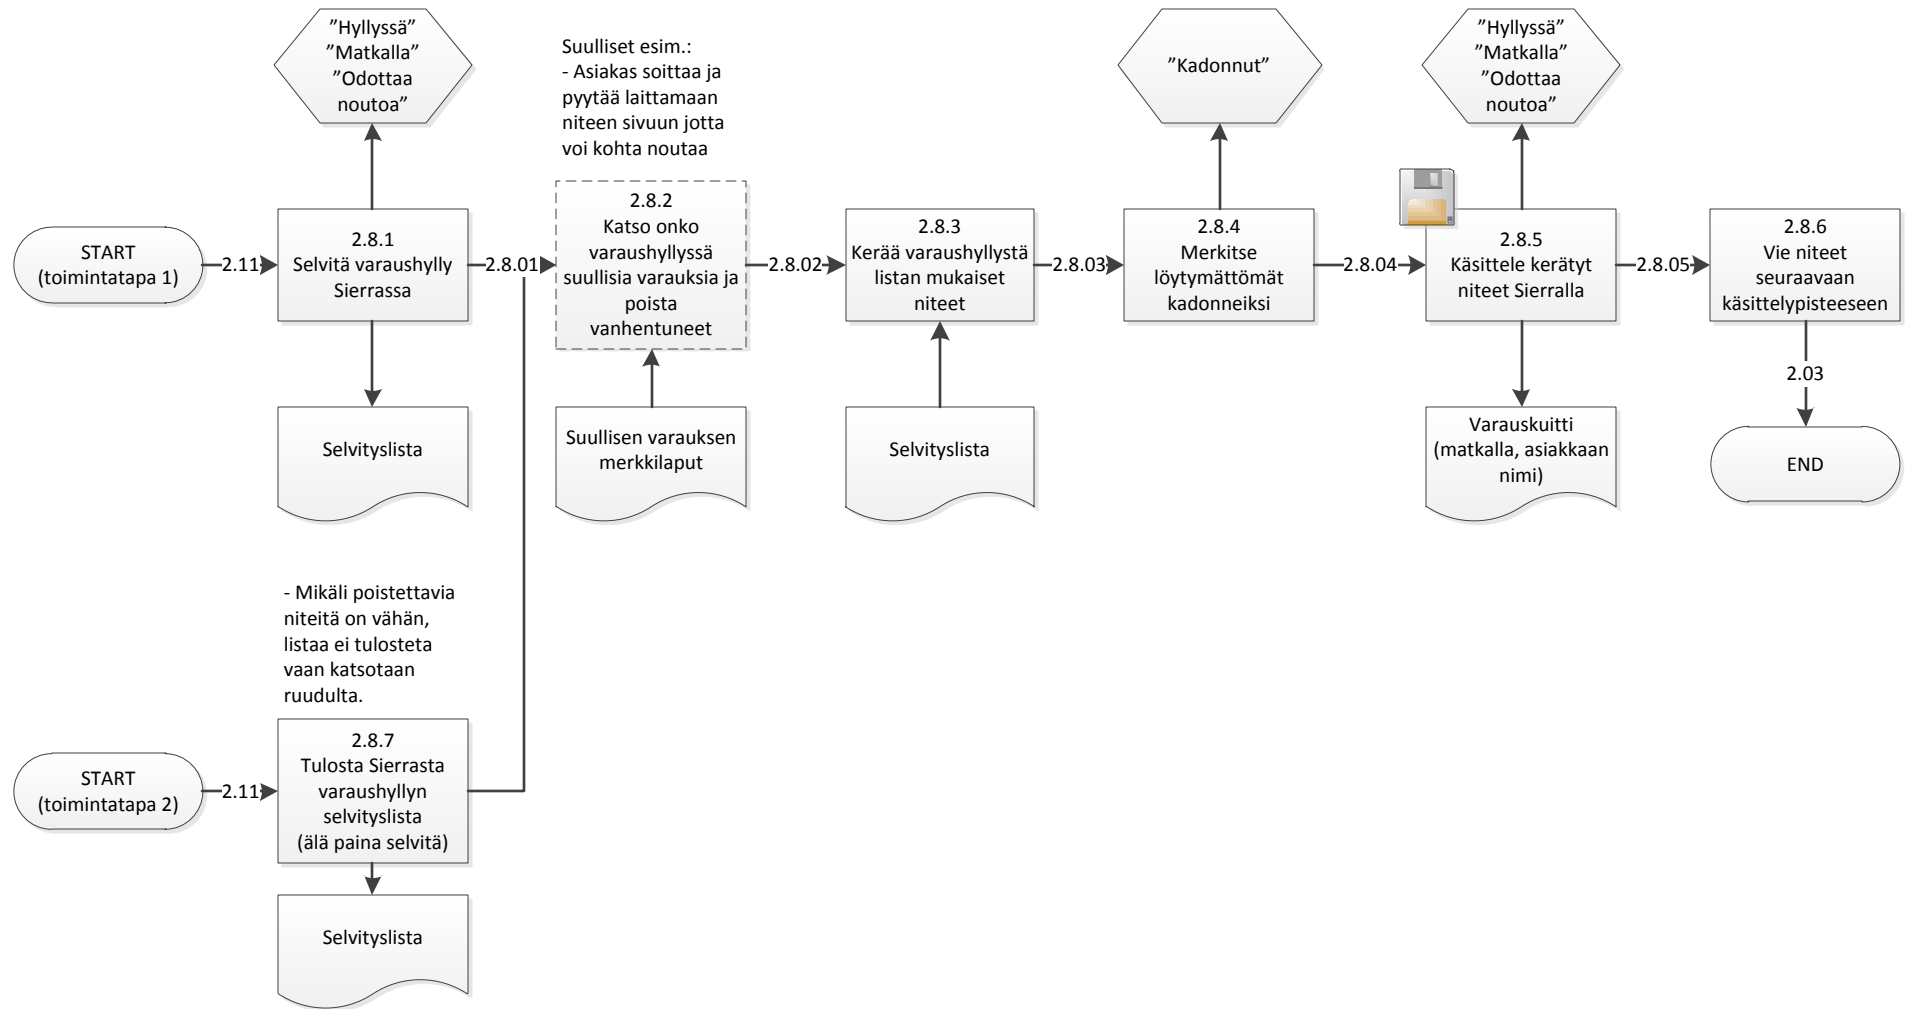 ”Hyllyssä”
”Matkalla”
”Odottaa
noutoa”
Suulliset esim.:
- Asiakas soittaa ja
pyytää laittamaan
niteen sivuun jotta
voi kohta noutaa
”Kadonnut”
”Hyllyssä”
”Matkalla”
”Odottaa
noutoa”
START
(toimintatapa 1)
2.11
2.8.1
Selvitä varaushylly
Sierrassa
2.8.01
2.8.2
Katso onko
varaushyllyssä
suullisia varauksia ja
poista
vanhentuneet
2.8.02
2.8.3
Kerää varaushyllystä
listan mukaiset
niteet
2.8.03
2.8.4
Merkitse
löytymättömät
kadonneiksi
2.8.04
2.8.5
Käsittele kerätyt
niteet Sierralla
2.8.05
2.8.6
Vie niteet
seuraavaan
käsittelypisteeseen
2.03
Selvityslista
Suullisen varauksen
merkkilaput
Selvityslista
Varauskuitti
(matkalla, asiakkaan
nimi)
END
- Mikäli poistettavia
niteitä on vähän,
listaa ei tulosteta
vaan katsotaan
ruudulta.
START
(toimintatapa 2)
2.11
2.8.7
Tulosta Sierrasta
varaushyllyn
selvityslista
(älä paina selvitä)
Selvityslista